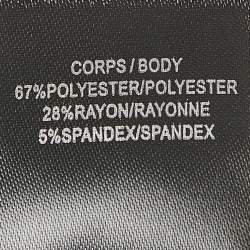 CORPS/BODY
67%POLYESTER/POLYESTER
28%RAYON/RAYONNE
5%SPANDEX/SPANDEX